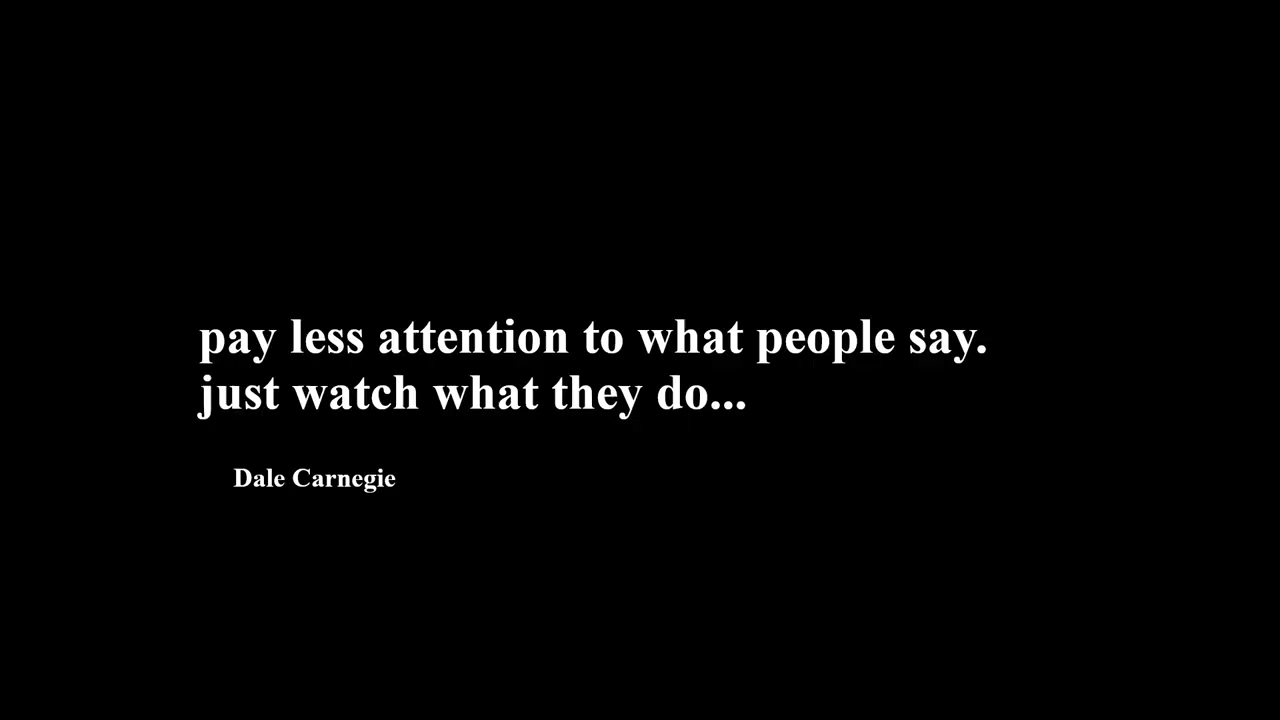 pay less attention to what people say.
just watch what they do...
Dale Carnegie